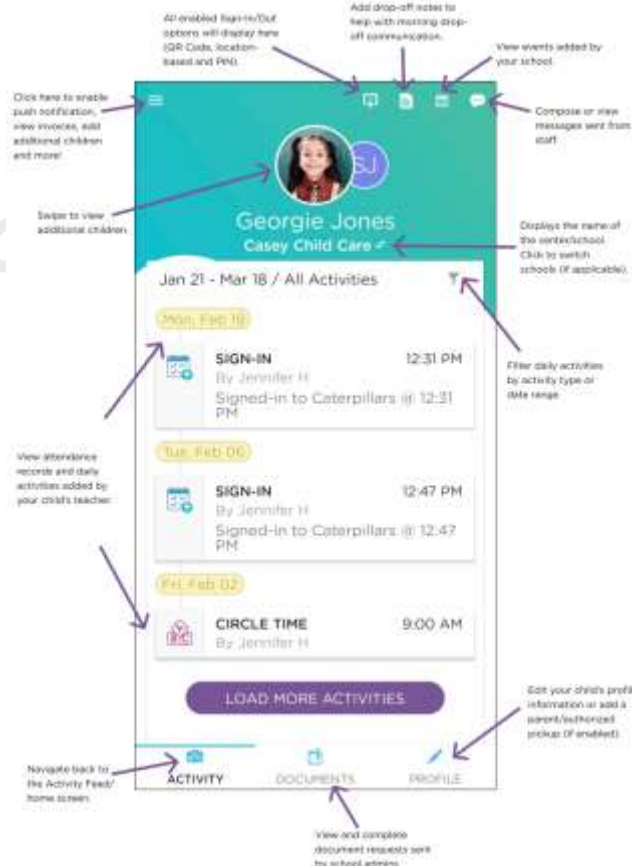 All enabled Sign-In/Out
options will display here
(QR Code, location-
based and PIN).
Add drop-off notes to
help with morning drop-
off communication.
View events added by
your school.
Click here to enable
push notification,
view invoices, add
additional children
and more!
Compose or view
messages sent from
staff
SJ
Swipe to view
additional children
Georgie Jones
Casey Child Care
Displays the name of
the center/school
Click to switch
schools (if applicable).
Jan 21 - Mar 18 / All Activities
Mon, Feb 19
Filter daily activities
by activity type or
date range
SIGN-IN
12:31 PM
By Jennifer H
Signed-in to Caterpillars @ 12:31
PM
View attendance
records and daily
activities added by
your child's teacher
Tue, Feb 06
SIGN-IN
12:47 PM
By Jennifer H
Signed-in to Caterpillars @ 12:47
PM
Fri, Feb 02
CIRCLE TIME
9:00 AM
By Jennifer H
LOAD MORE ACTIVITIES
Edit your child's profile
information or add a
parent/authorized
pickup (if enabled)
Navigate back to
the Activity Feed/
home screen
ACTIVITY
DOCUMENTS
PROFILE
View and complete
document requests sent
by school admins